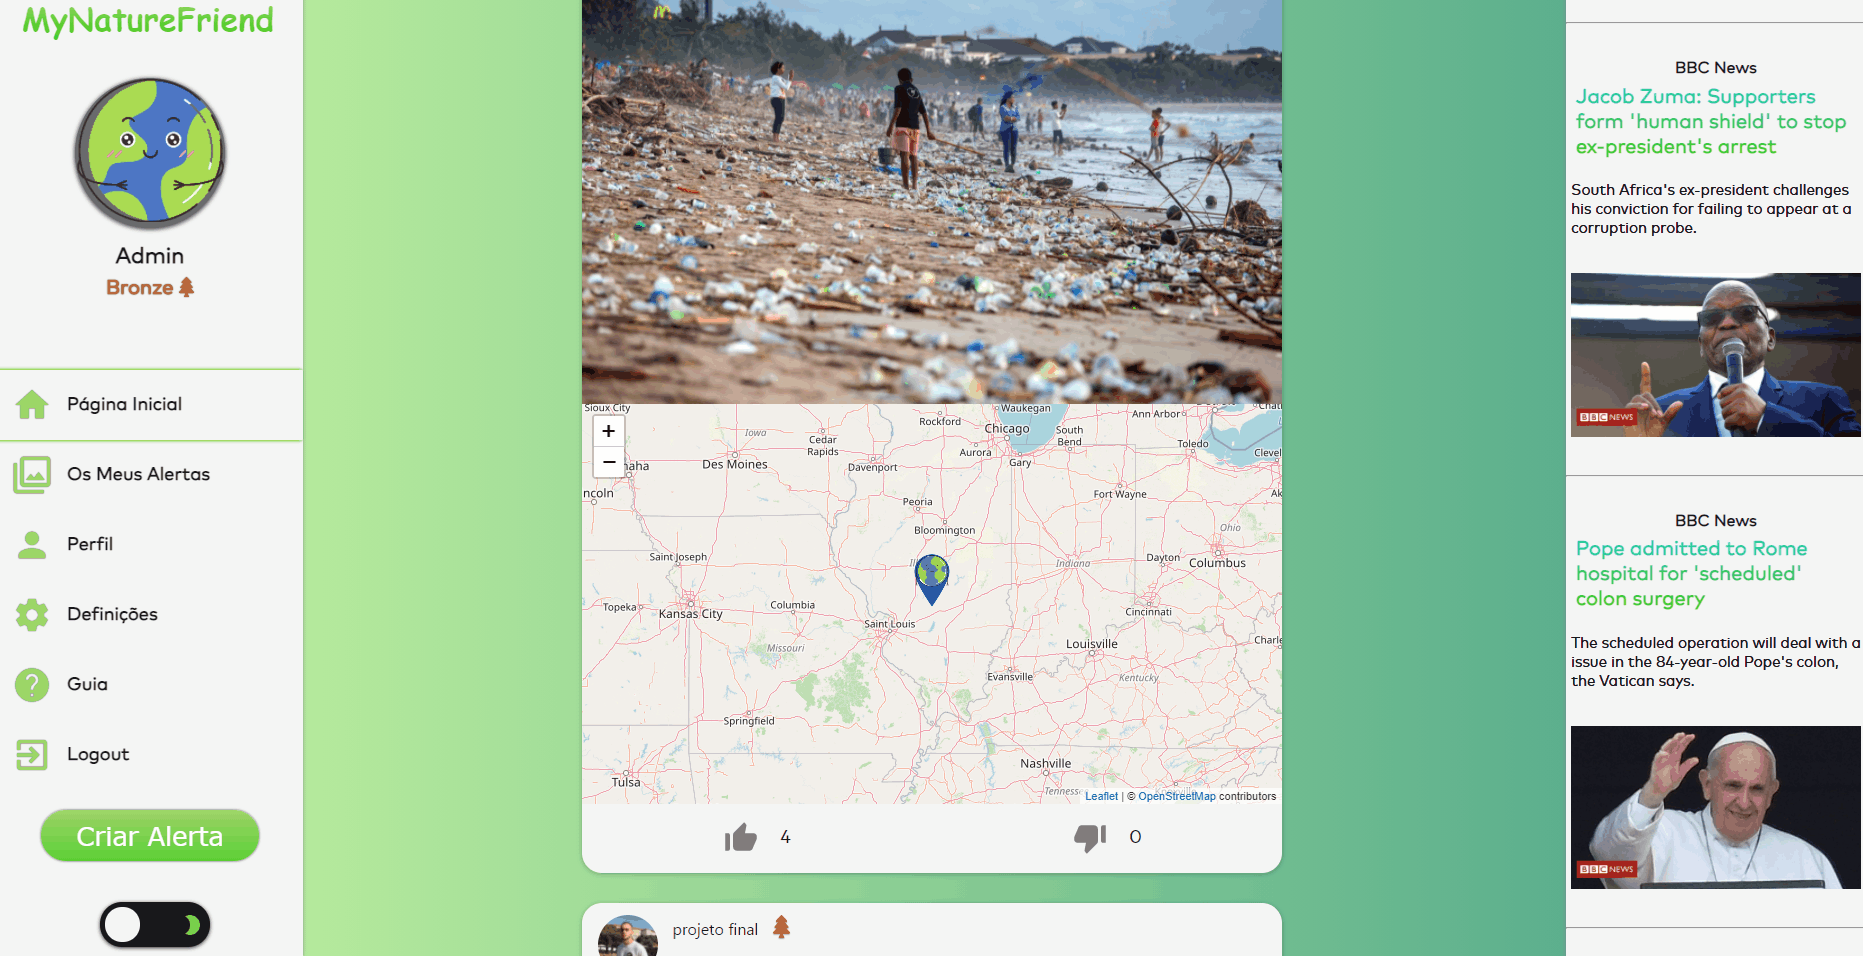 MyNatureFriend
Admin
Bronze
Página Inicial
Os Meus Alertas
Perfil
Definições
Guia
Logout
Criar Alerta
+
−
Sioux City
Iowa
Cedar
Rapids
Des Moines
Davenport
Rockford
Waukegan
Chicago
Aurora
Gary
South
Bend
Ann Arbor
Toledo
Fort Wayne
Peoria
Bloomington
Saint Joseph
Topeka
Kansas City
Columbia
Saint Louis
Missouri
Springfield
Tulsa
Indiana
Ohio
Dayton
Columbus
Cincinnati
Louisville
Evansville
Kentucky
Nashville
Leaflet | © OpenStreetMap contributors
4
0
projeto final
BBC News
Jacob Zuma: Supporters
form 'human shield' to stop
ex-president's arrest
South Africa's ex-president challenges
his conviction for failing to appear at a
corruption probe.
BBC NEWS
BBC News
Pope admitted to Rome
hospital for 'scheduled'
colon surgery
The scheduled operation will deal with a
issue in the 84-year-old Pope's colon,
the Vatican says.
BBC NEWS